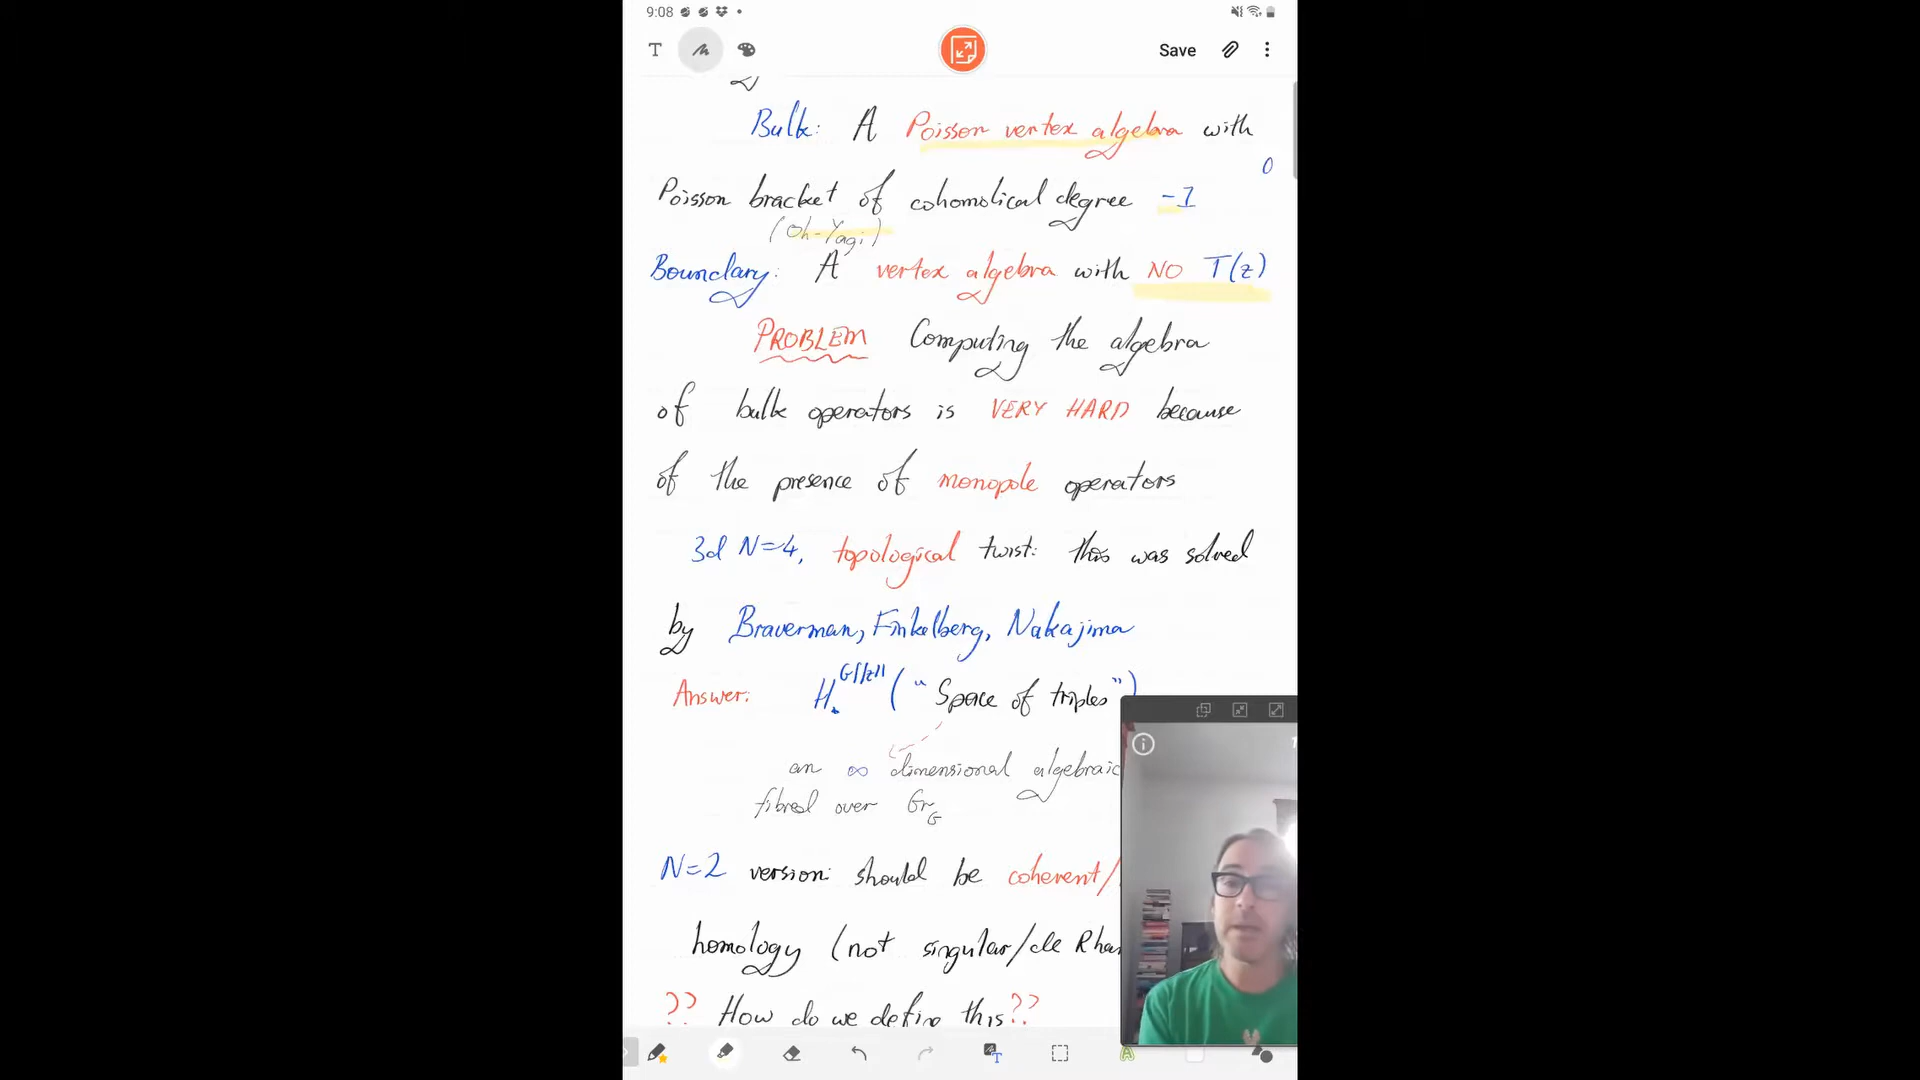 9:08
T
Save
Bulk: A Poisson vertex algebra with
0
Poisson bracket of cohomolical degree -1
(Oh-Yagi)
Boundary: A vertex algebra with NO T(z)
PROBLEM Computing the algebra
of bulk operators is VERY HARD because
of the presence of monopole operators
3d N=4, topological twist: this was solved
by Braverman, Finkelberg, Nakajima
Answer: H. G[[z]] ( "Space of triples" )
an ∞ dimensional algebraic
fibred over Gr_G
N=2 version: should be coherent/
homology (not singular/de Rham
?? How do we define this ??